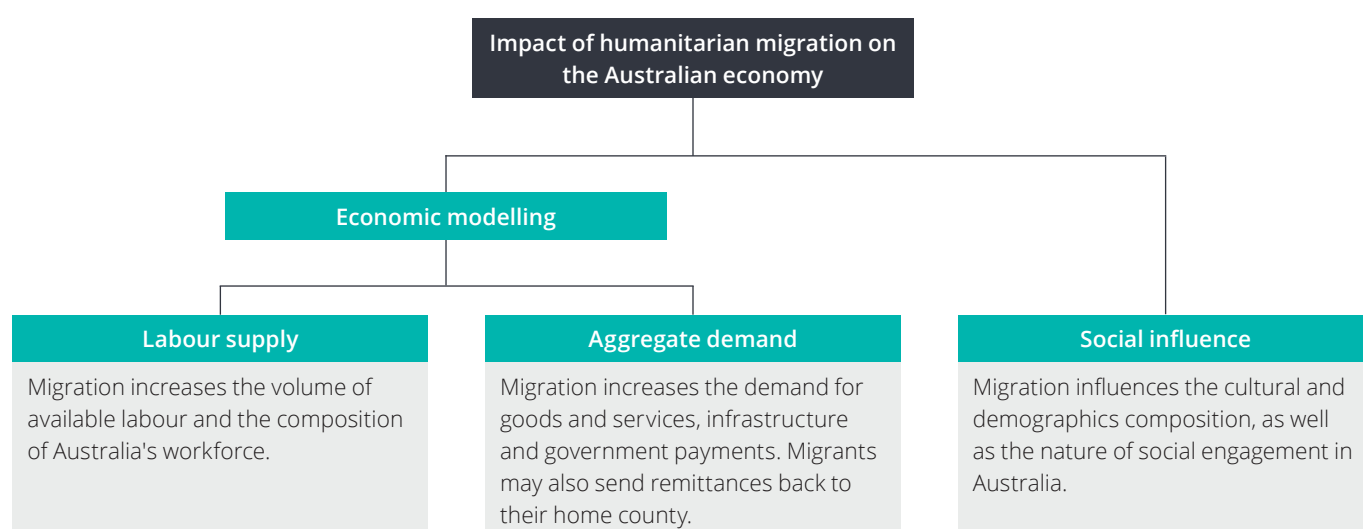 Impact of humanitarian migration on
the Australian economy
Economic modelling
Labour supply
Migration increases the volume of
available labour and the composition
of Australia's workforce.
Aggregate demand
Migration increases the demand for
goods and services, infrastructure
and government payments. Migrants
may also send remittances back to
their home county.
Social influence
Migration influences the cultural and
demographics composition, as well
as the nature of social engagement in
Australia.